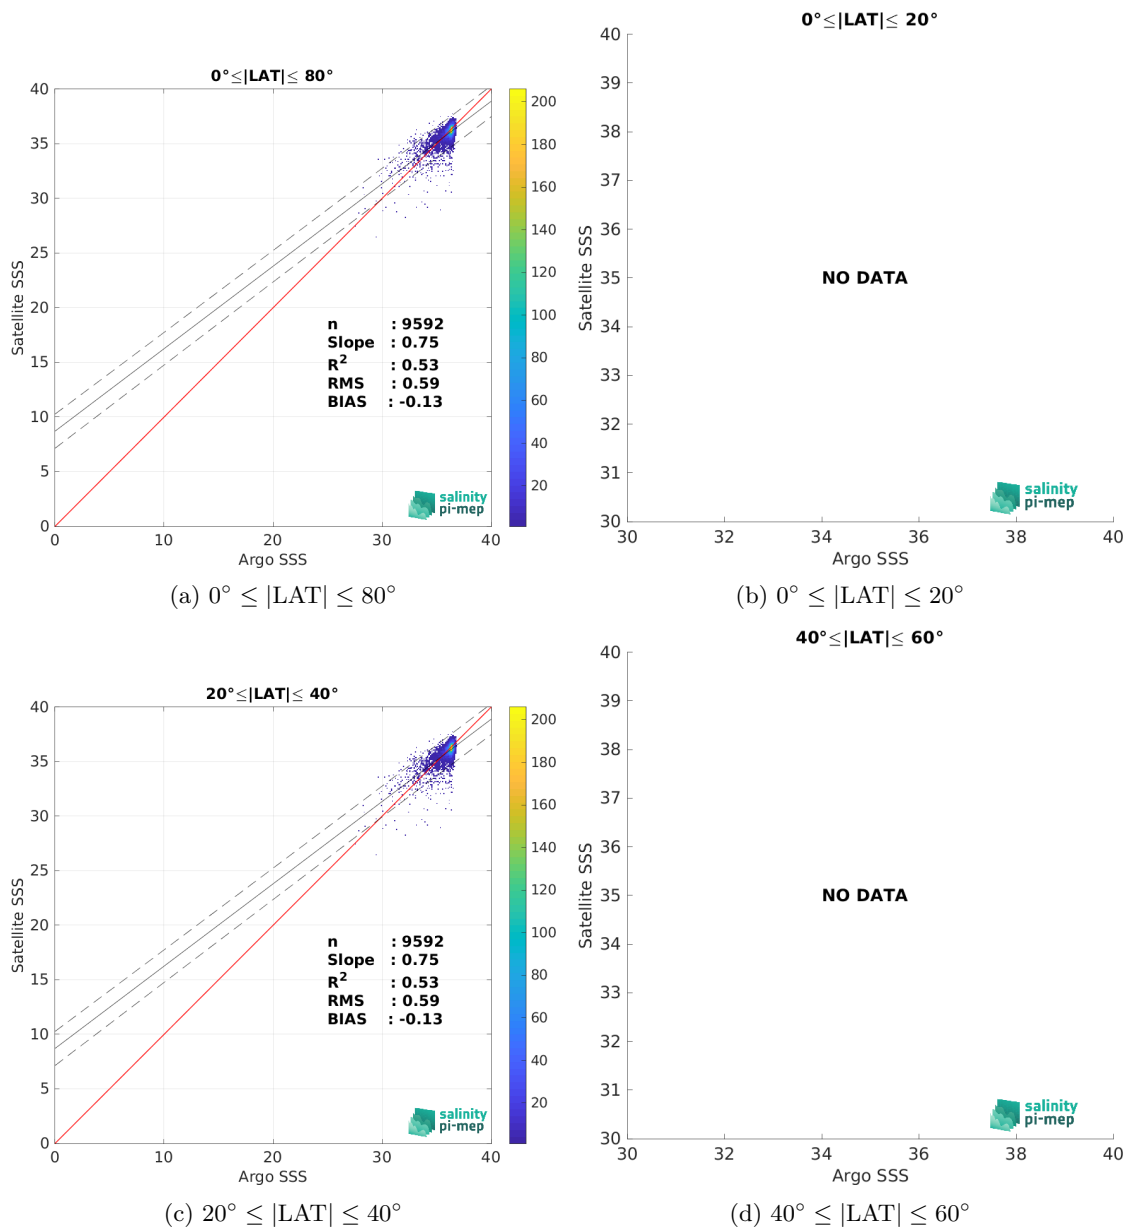 0°≤|LAT|≤ 80°
40
35
30
25
20
15
10
5
0
Satellite SSS
0
10
20
30
40
Argo SSS
200
180
160
140
120
100
80
60
40
20
n : 9592
Slope : 0.75
R² : 0.53
RMS : 0.59
BIAS : -0.13
salinity
pi-mep
(a) 0° ≤ |LAT| ≤ 80°
0°≤|LAT|≤ 20°
40
39
38
37
36
35
34
33
32
31
30
Satellite SSS
NO DATA
salinity
pi-mep
30
32
34
36
38
40
Argo SSS
(b) 0° ≤ |LAT| ≤ 20°
20°≤|LAT|≤ 40°
40
35
30
25
20
15
10
5
0
Satellite SSS
0
10
20
30
40
Argo SSS
200
180
160
140
120
100
80
60
40
20
n : 9592
Slope : 0.75
R² : 0.53
RMS : 0.59
BIAS : -0.13
salinity
pi-mep
(c) 20° ≤ |LAT| ≤ 40°
40°≤|LAT|≤ 60°
40
39
38
37
36
35
34
33
32
31
30
Satellite SSS
NO DATA
salinity
pi-mep
30
32
34
36
38
40
Argo SSS
(d) 40° ≤ |LAT| ≤ 60°